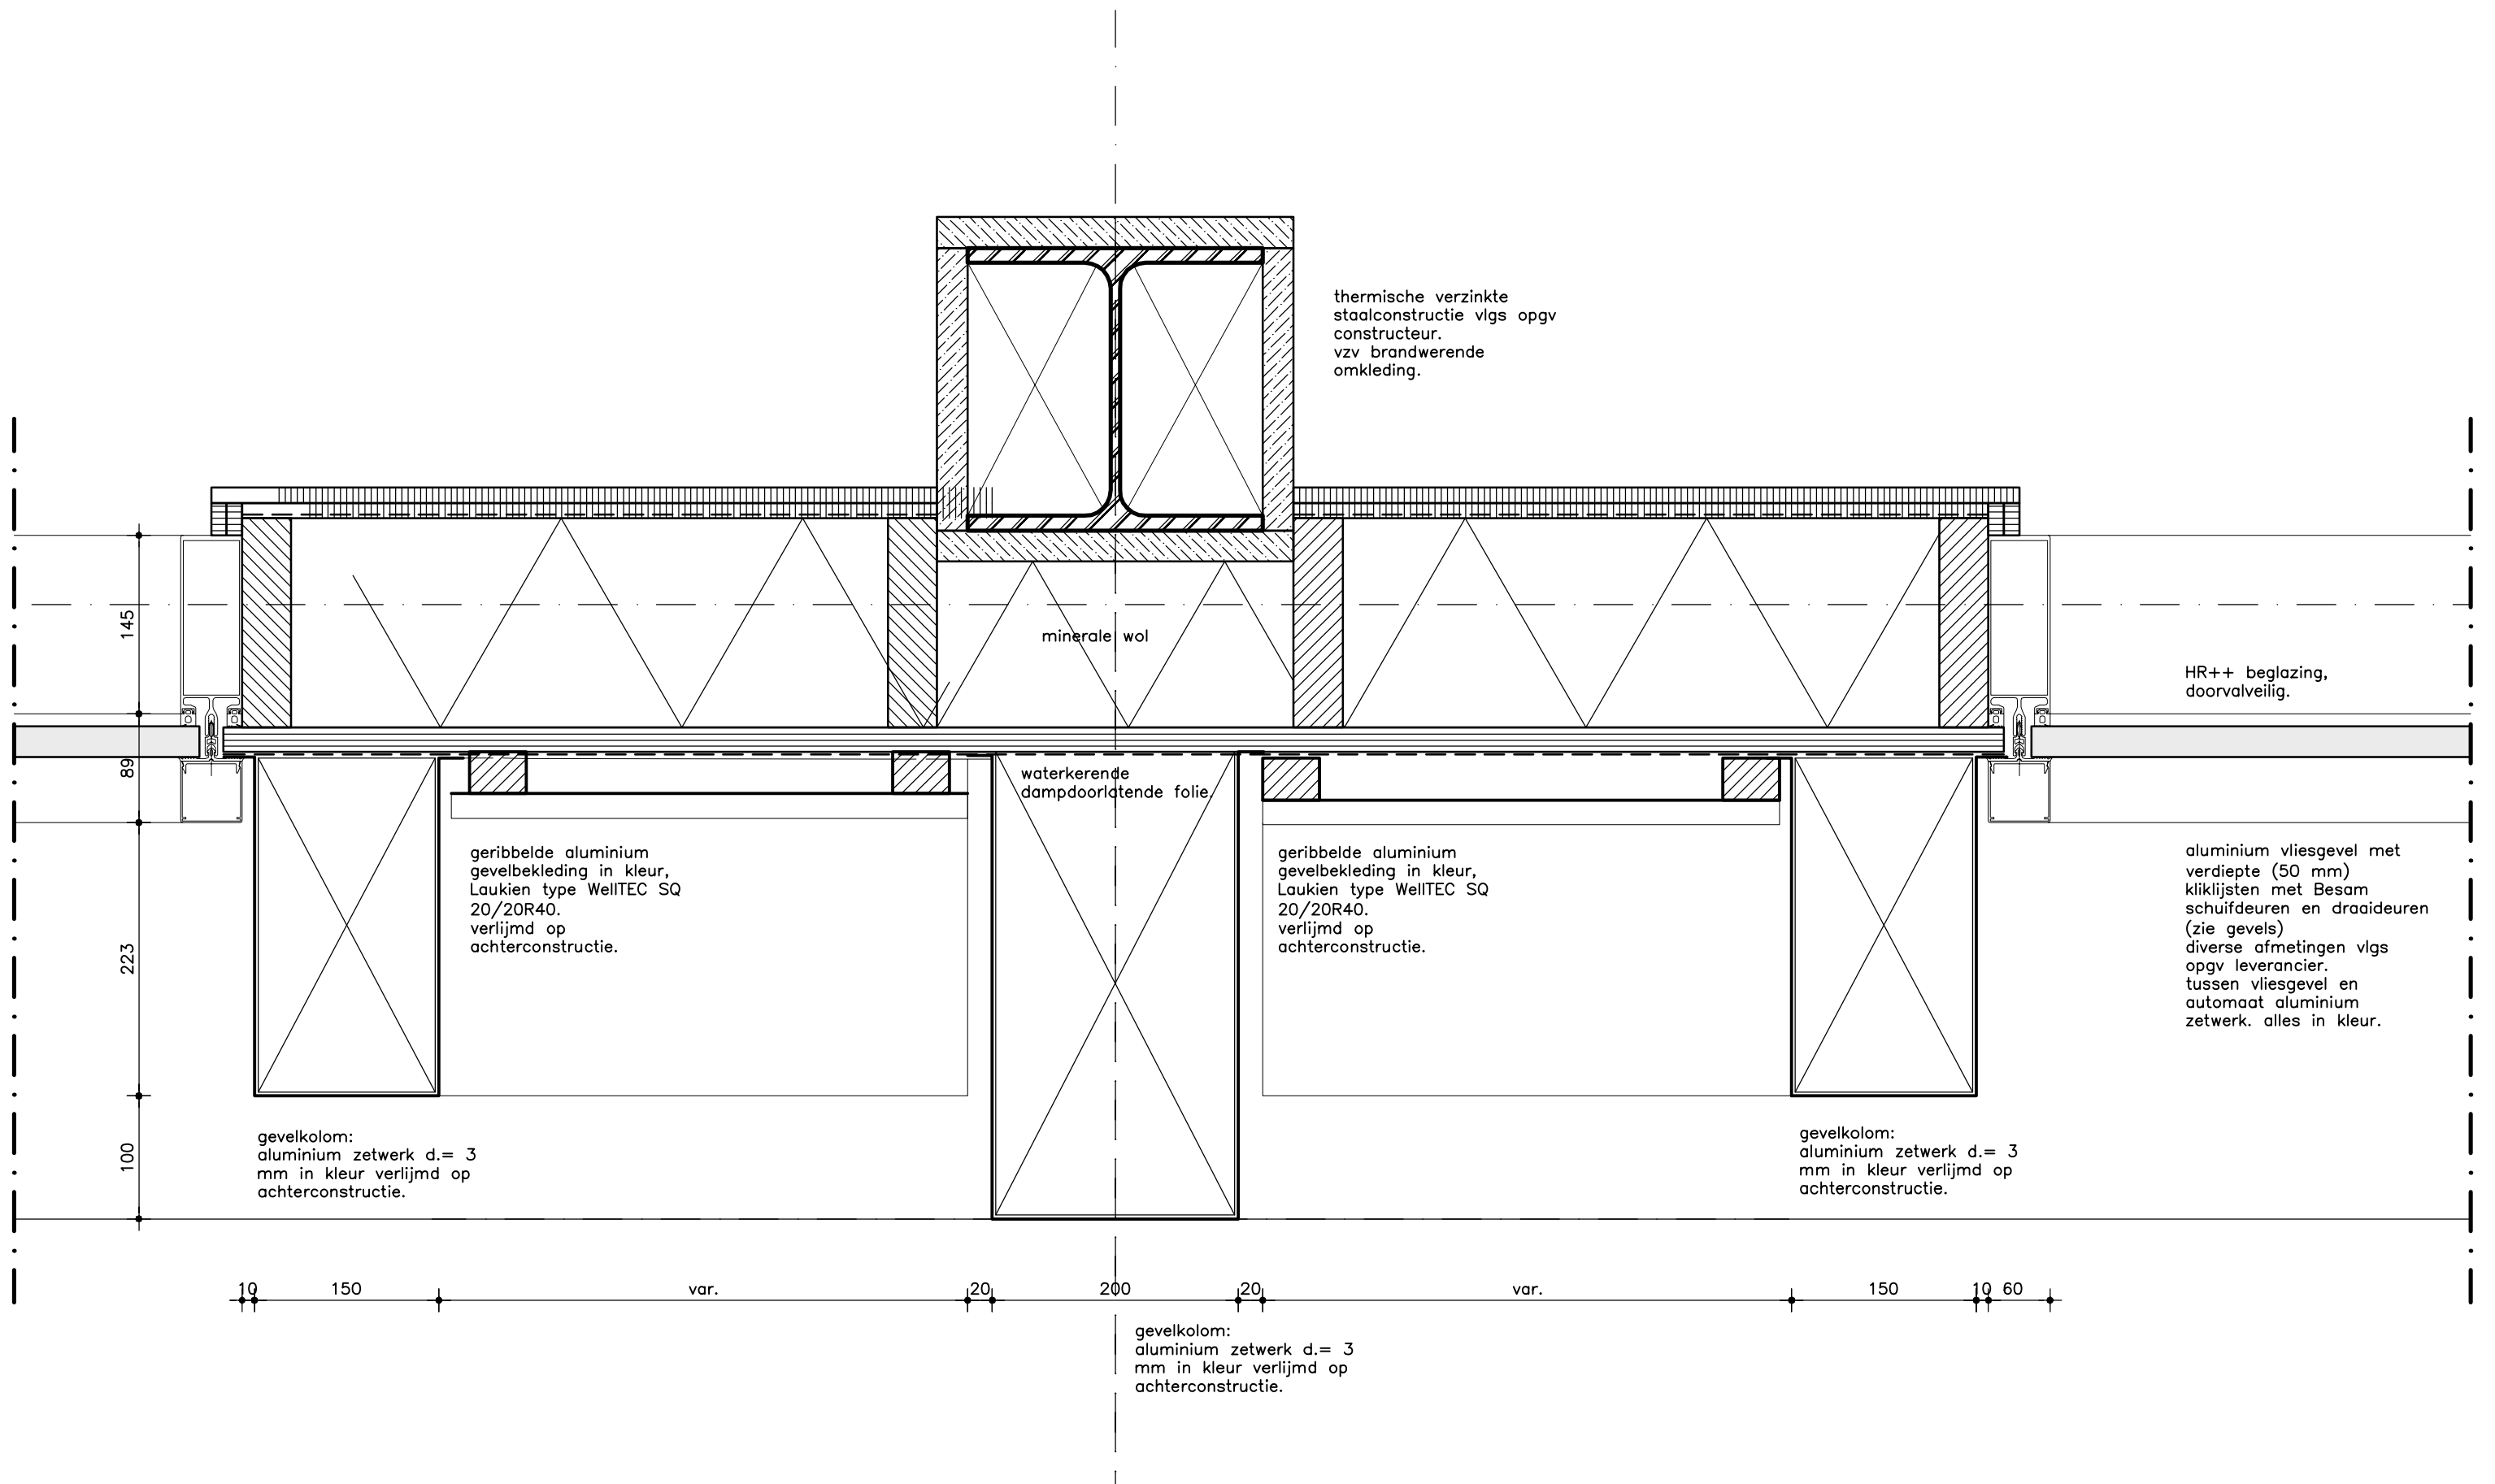 thermische verzinkte
staalconstructie vlgs opgv
constructeur.
vzv brandwerende
omkleding.
145
minerale wol
HR++ beglazing,
doorvalveilig.
89
waterkerende
dampdoorlatende folie.
geribbelde aluminium
gevelbekleding in kleur,
Laukien type WellTEC SQ
20/20R40.
verlijmd op
achterconstructie.
geribbelde aluminium
gevelbekleding in kleur,
Laukien type WellTEC SQ
20/20R40.
verlijmd op
achterconstructie.
aluminium vliesgevel met
verdiepte (50 mm)
kliklijsten met Besam
schuifdeuren en draaideuren
(zie gevels)
diverse afmetingen vlgs
opgv leverancier.
tussen vliesgevel en
automaat aluminium
zetwerk. alles in kleur.
223
100
gevelkolom:
aluminium zetwerk d.= 3
mm in kleur verlijmd op
achterconstructie.
gevelkolom:
aluminium zetwerk d.= 3
mm in kleur verlijmd op
achterconstructie.
10 150 var. 20 200 20 var. 150 10 60
gevelkolom:
aluminium zetwerk d.= 3
mm in kleur verlijmd op
achterconstructie.